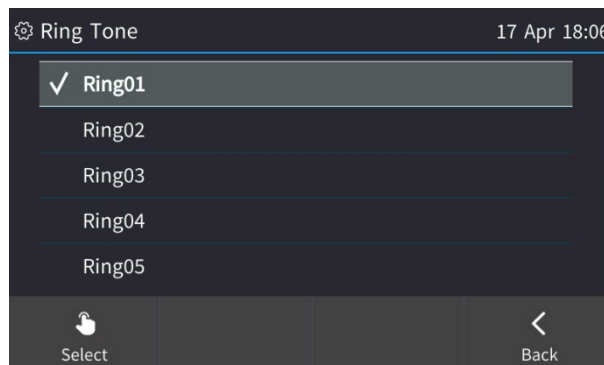 Ring Tone 17 Apr 18:06
Ring01
Ring02
Ring03
Ring04
Ring05
Select Back